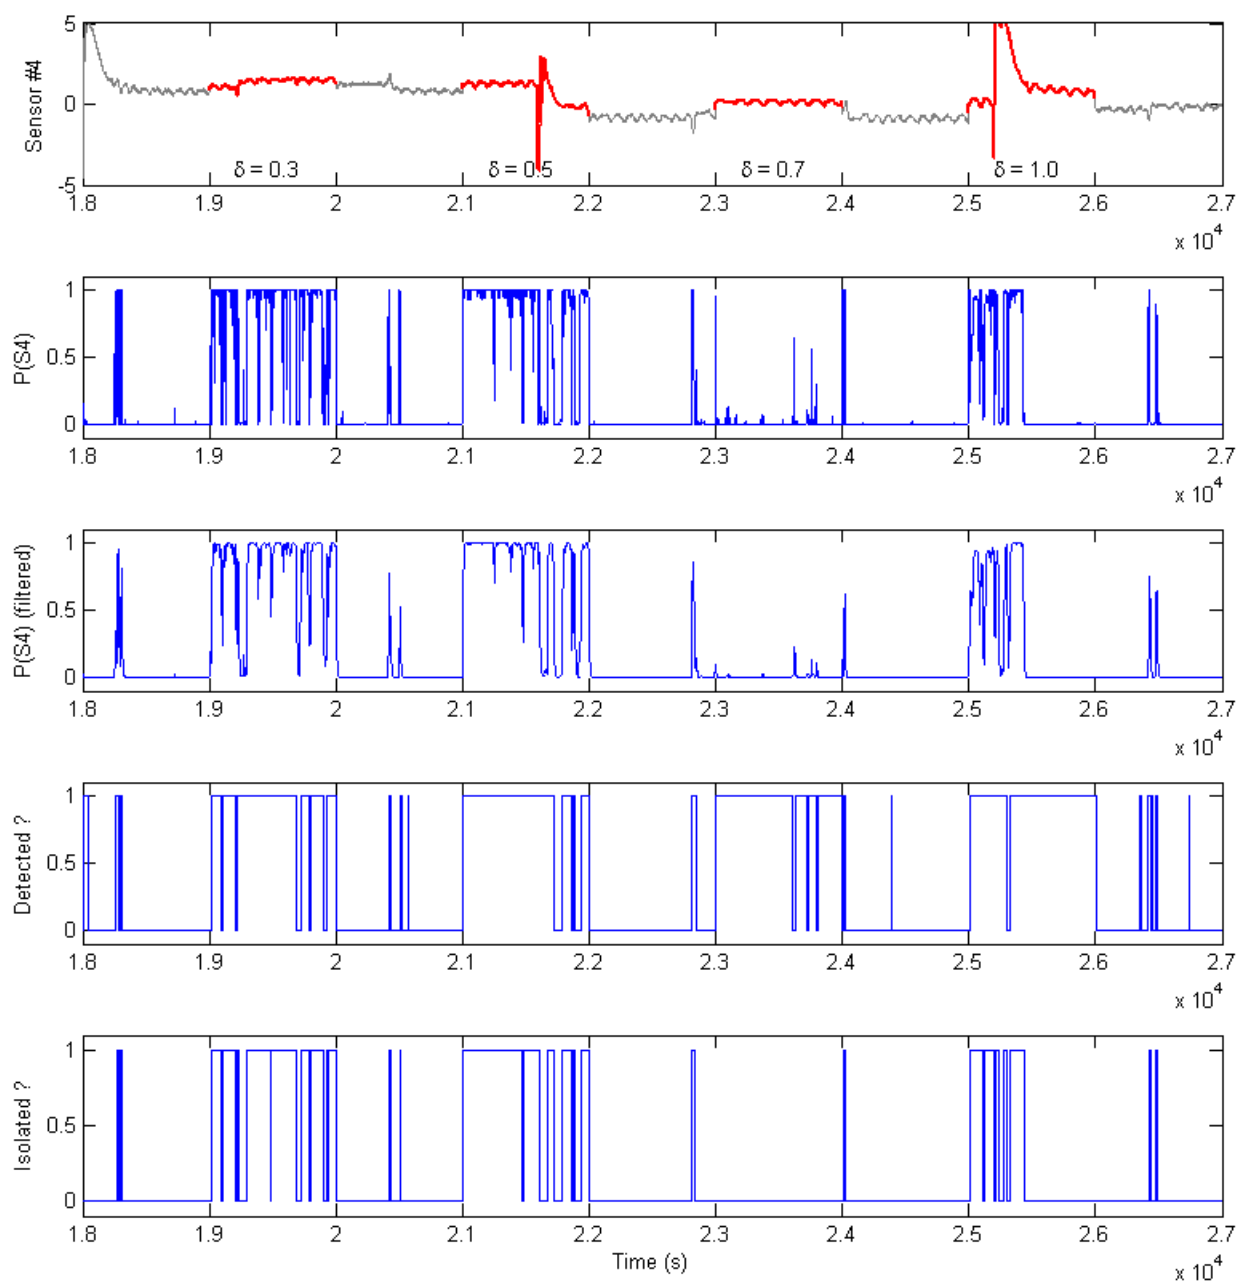 Sensor #4
5
0
-5
δ = 0.3
δ = 0.5
δ = 0.7
δ = 1.0
1.8 1.9 2 2.1 2.2 2.3 2.4 2.5 2.6 2.7
x 10^4
P(S4)
1
0.5
0
1.8 1.9 2 2.1 2.2 2.3 2.4 2.5 2.6 2.7
x 10^4
P(S4) (filtered)
1
0.5
0
1.8 1.9 2 2.1 2.2 2.3 2.4 2.5 2.6 2.7
x 10^4
Detected ?
1
0.5
0
1.8 1.9 2 2.1 2.2 2.3 2.4 2.5 2.6 2.7
x 10^4
Isolated ?
1
0.5
0
1.8 1.9 2 2.1 2.2 2.3 2.4 2.5 2.6 2.7
Time (s)
x 10^4